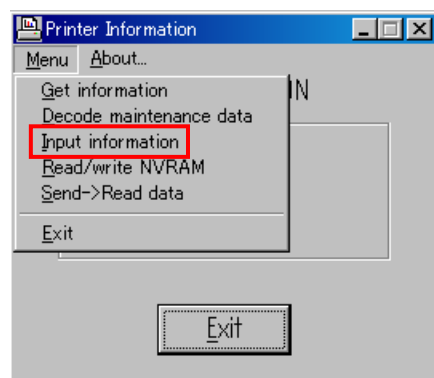 Printer Information
Menu About...
Get information
IN
Decode maintenance data
Input information
Read/write NVRAM
Send->Read data
Exit
Exit